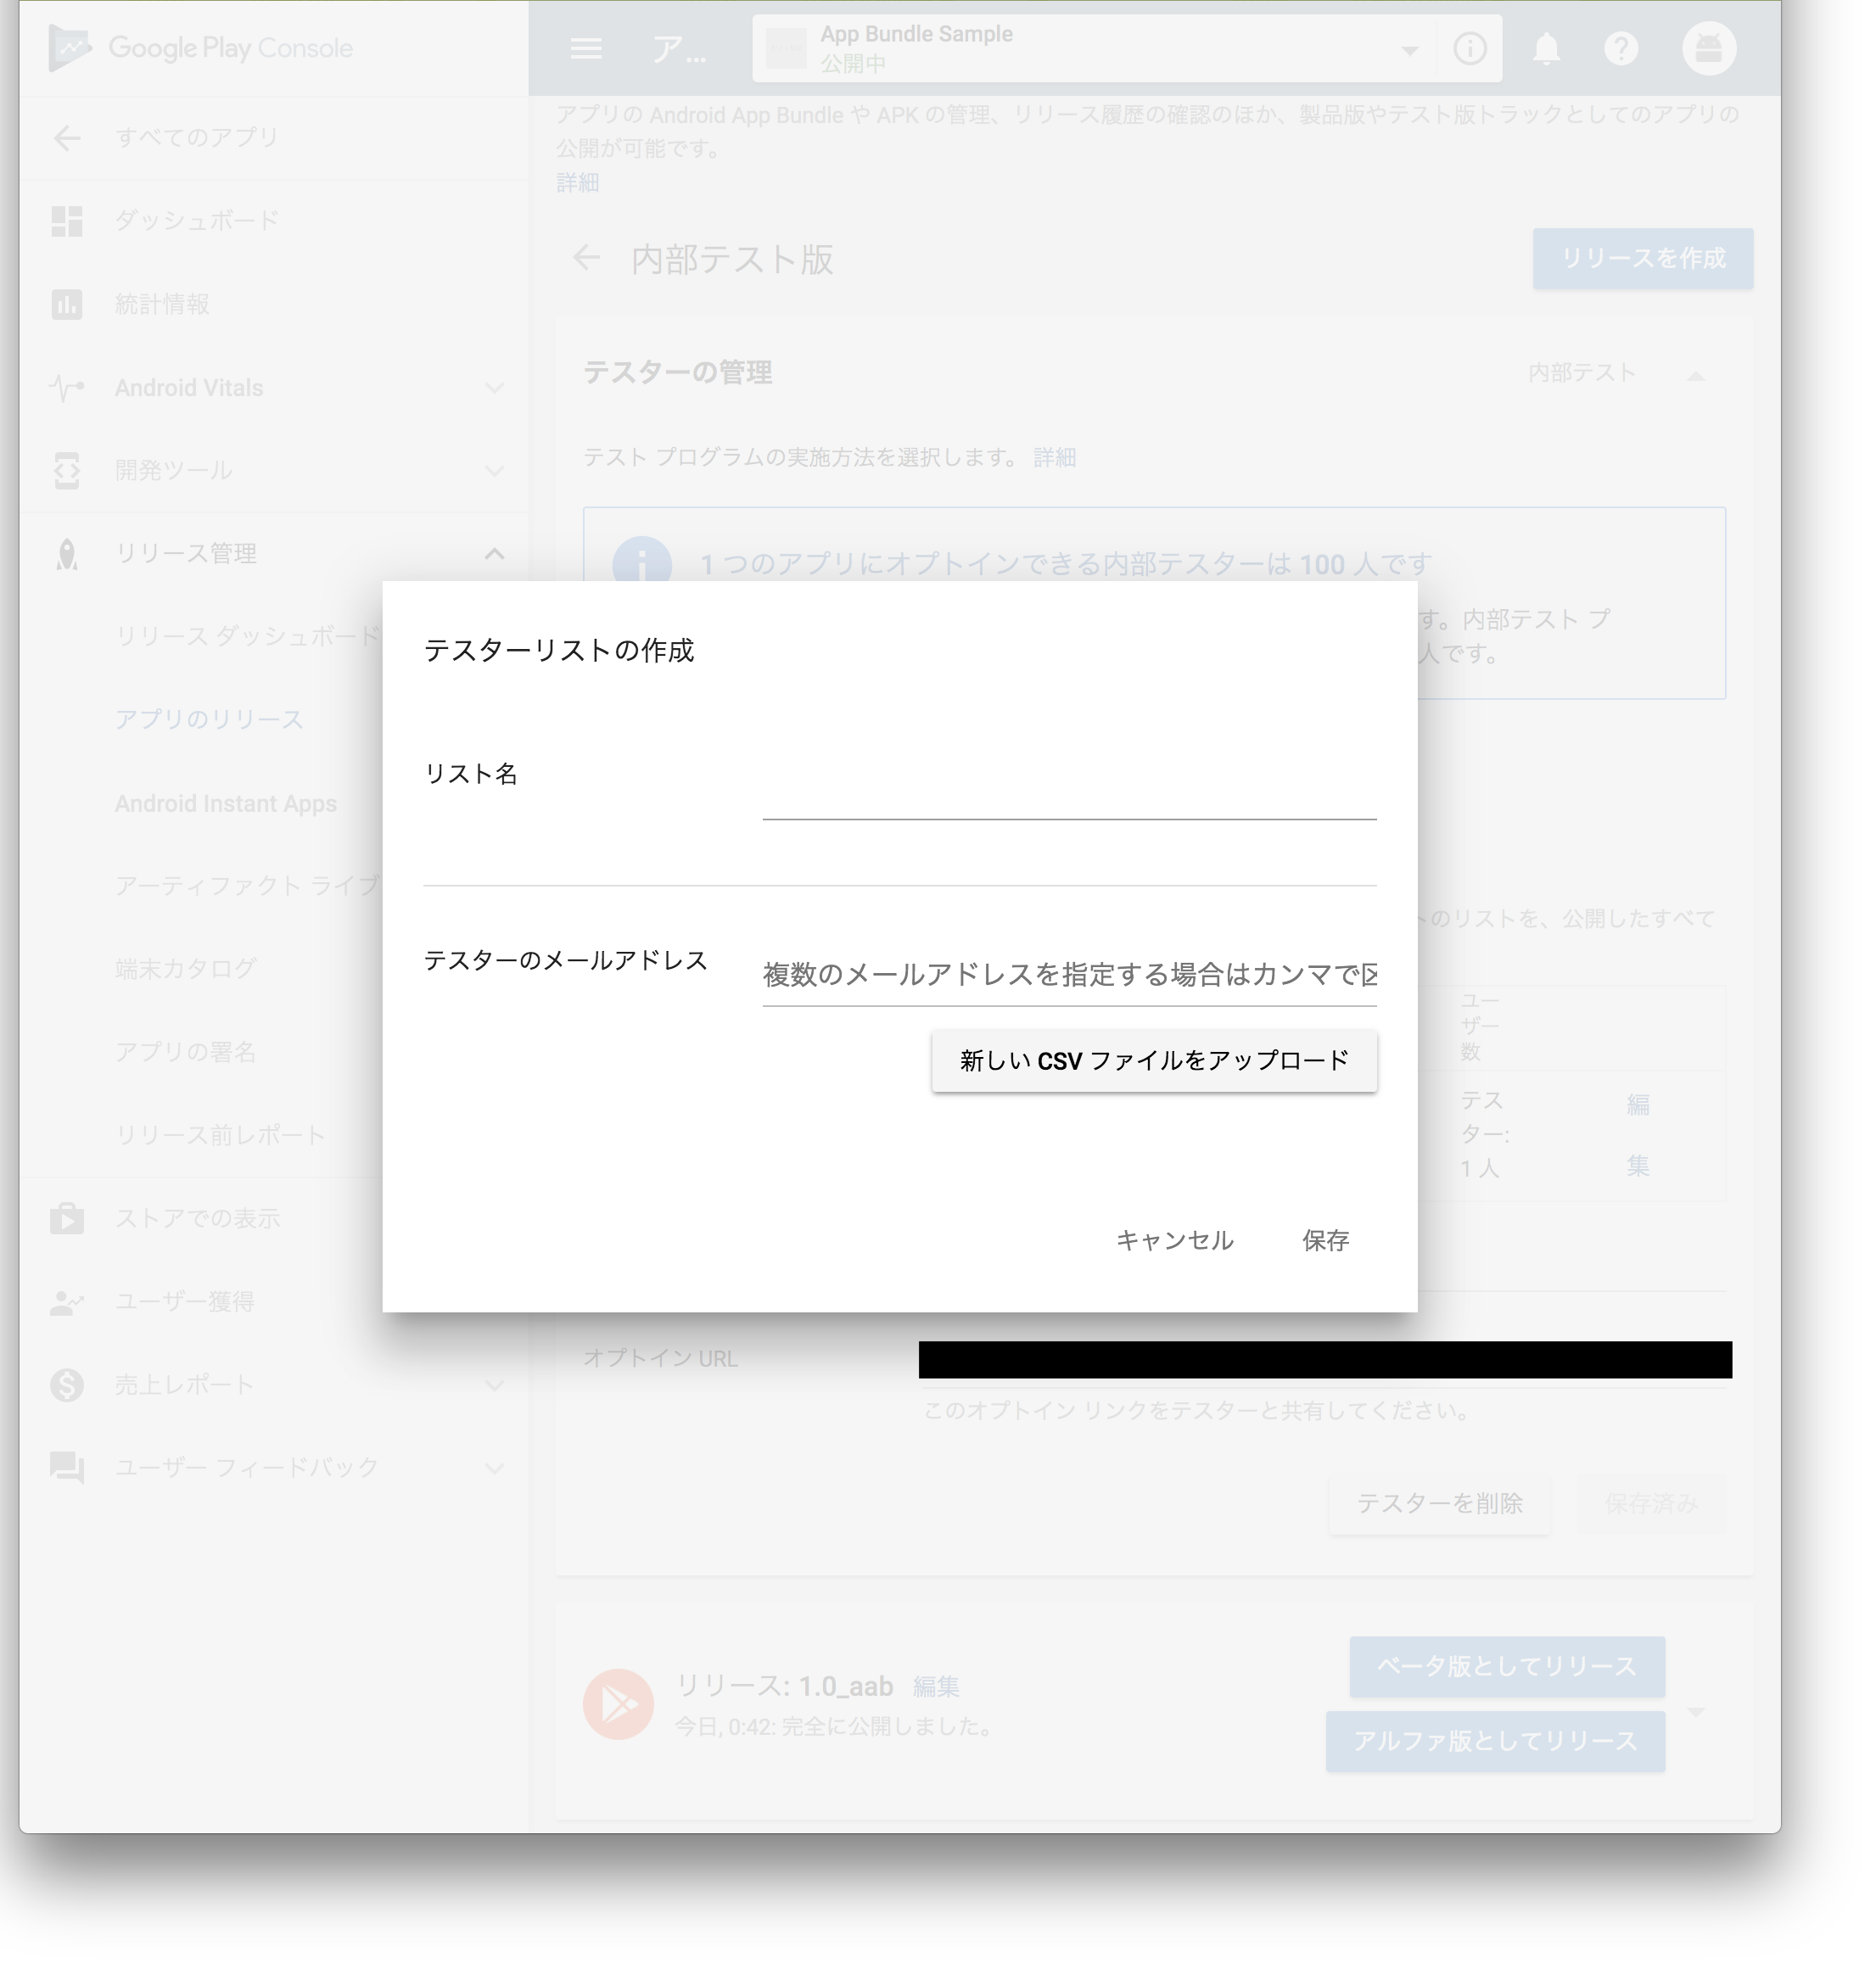 Google Play Console
ア...
App Bundle Sample
公開中
すべてのアプリ
ダッシュボード
統計情報
Android Vitals
開発ツール
リリース管理
リリース ダッシュボード
アプリのリリース
Android Instant Apps
アーティファクト ライブ
端末カタログ
アプリの署名
リリース前レポート
ストアでの表示
ユーザー獲得
売上レポート
ユーザー フィードバック
アプリの Android App Bundle や APK の管理、リリース履歴の確認のほか、製品版やテスト版トラックとしてのアプリの
公開が可能です。
詳細
内部テスト版
リリースを作成
テスターの管理
内部テスト
テスト プログラムの実施方法を選択します。 詳細
1 つのアプリにオプトインできる内部テスターは 100 人です
す。内部テスト プ
人です。
テスターリストの作成
リスト名
テスターのメールアドレス
複数のメールアドレスを指定する場合はカンマで区
新しい CSV ファイルをアップロード
キャンセル
保存
トのリストを、公開したすべて
ユー
ザー
数
テス
ター:
1 人
編
集
オプトイン URL
このオプトイン リンクをテスターと共有してください。
テスターを削除
保存済み
リリース: 1.0_aab 編集
今日, 0:42: 完全に公開しました。
ベータ版としてリリース
アルファ版としてリリース